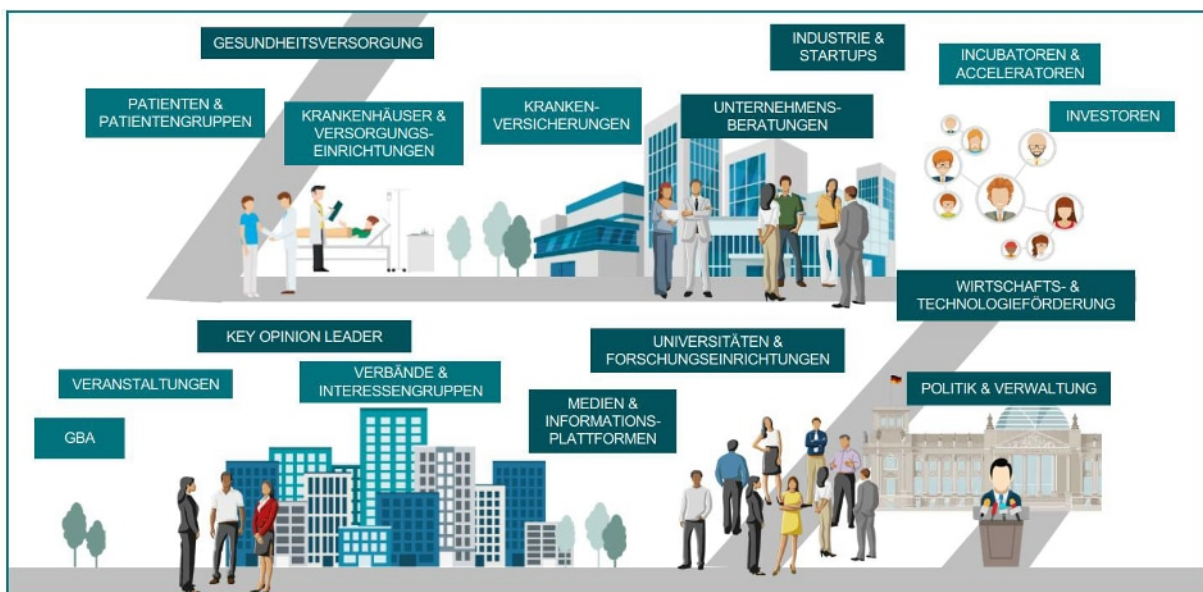 GESUNDHEITSVERSORGUNG
INDUSTRIE &
STARTUPS
INCUBATOREN &
ACCELERATOREN
PATIENTEN &
PATIENTENGRUPPEN
KRANKENHÄUSER &
VERSORGUNGS-
EINRICHTUNGEN
KRANKEN-
VERSICHERUNGEN
UNTERNEHMENS-
BERATUNGEN
INVESTOREN
WIRTSCHAFTS- &
TECHNOLOGIEFÖRDERUNG
KEY OPINION LEADER
UNIVERSITÄTEN &
FORSCHUNGSEINRICHTUNGEN
VERANSTALTUNGEN
VERBÄNDE &
INTERESSENGRUPPEN
MEDIEN &
INFORMATIONS-
PLATTFORMEN
POLITIK & VERWALTUNG
GBA